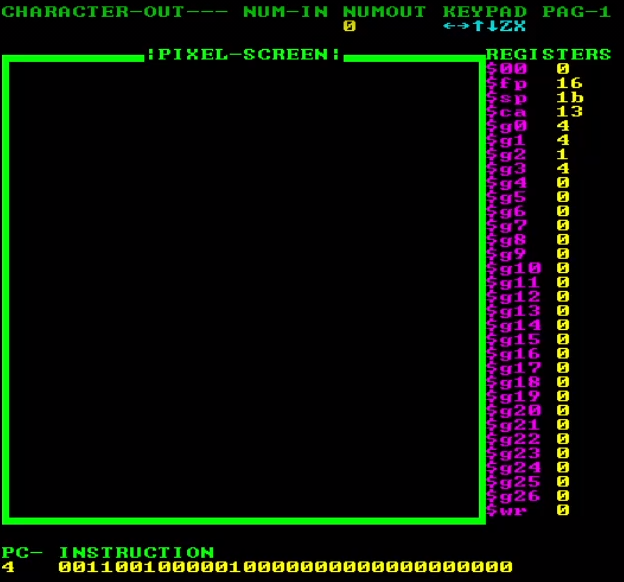 CHARACTER-OUT--- NUM-IN NUMOUT KEYPAD PAG-1
0 ←→↑↓ZX
¦PIXEL-SCREEN¦ REGISTERS
$00 0
$fp 16
$sp 1b
$ca 13
$g0 4
$g1 4
$g2 1
$g3 4
$g4 0
$g5 0
$g6 0
$g7 0
$g8 0
$g9 0
$g10 0
$g11 0
$g12 0
$g13 0
$g14 0
$g15 0
$g16 0
$g17 0
$g18 0
$g19 0
$g20 0
$g21 0
$g22 0
$g23 0
$g24 0
$g25 0
$g26 0
$wr 0
PC- INSTRUCTION
4 00110010000010000000000000000000